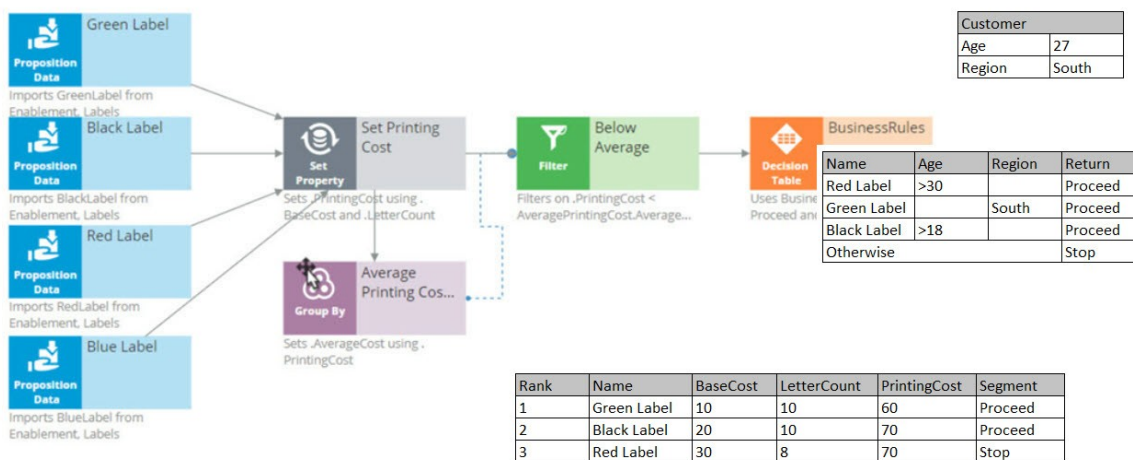 Green Label
Proposition
Data
Imports GreenLabel from
Enablement, Labels
Black Label
Proposition
Data
Imports BlackLabel from
Enablement, Labels
Red Label
Proposition
Data
Imports RedLabel from
Enablement, Labels
Blue Label
Proposition
Data
Imports BlueLabel from
Enablement, Labels
Set Printing
Cost
Set
Property
Sets .PrintingCost using .
BaseCost and .LetterCount
Average
Printing Cos...
Group By
Sets .AverageCost using .
PrintingCost
Below
Average
Filter
Filters on .PrintingCost <
AveragePrintingCost.Average...
BusinessRules
Decision
Table
Uses Busine
Proceed an
Customer
Age 27
Region South
Name Age Region Return
Red Label >30 Proceed
Green Label South Proceed
Black Label >18 Proceed
Otherwise Stop
Rank Name BaseCost LetterCount PrintingCost Segment
1 Green Label 10 10 60 Proceed
2 Black Label 20 10 70 Proceed
3 Red Label 30 8 70 Stop